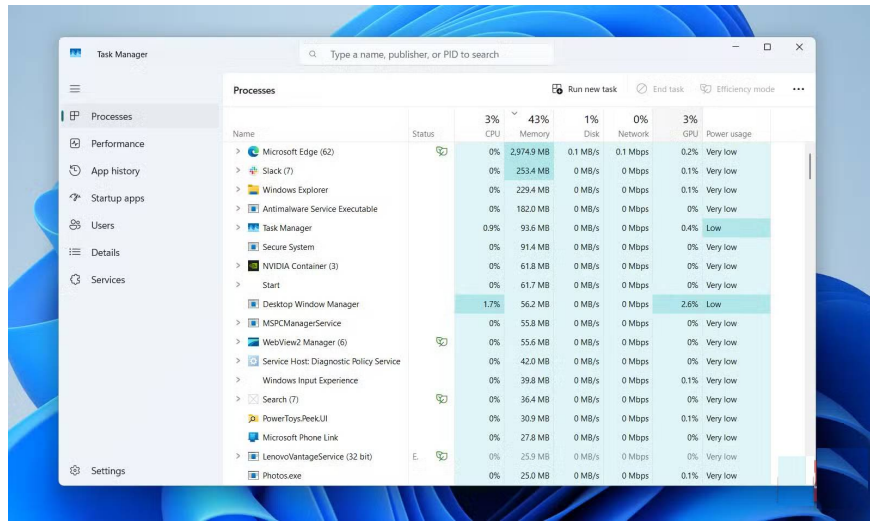 Task Manager
Type a name, publisher, or PID to search
Processes
Performance
App history
Startup apps
Users
Details
Services
Settings
Processes
Run new task
End task
Efficiency mode
3% 43% 1% 0% 3%
Name Status CPU Memory Disk Network GPU Power usage
Microsoft Edge (62) 0% 2,974.9 MB 0.1 MB/s 0.1 Mbps 0.2% Very low
Slack (7) 0% 253.4 MB 0 MB/s 0 Mbps 0.1% Very low
Windows Explorer 0% 229.4 MB 0 MB/s 0 Mbps 0.1% Very low
Antimalware Service Executable 0% 182.0 MB 0 MB/s 0 Mbps 0% Very low
Task Manager 0.9% 93.6 MB 0 MB/s 0 Mbps 0.4% Low
Secure System 0% 91.4 MB 0 MB/s 0 Mbps 0% Very low
NVIDIA Container (3) 0% 61.8 MB 0 MB/s 0 Mbps 0% Very low
Start 0% 61.7 MB 0 MB/s 0 Mbps 0% Very low
Desktop Window Manager 1.7% 56.2 MB 0 MB/s 0 Mbps 2.6% Low
MSPCManagerService 0% 55.8 MB 0 MB/s 0 Mbps 0% Very low
WebView2 Manager (6) 0% 55.6 MB 0 MB/s 0 Mbps 0% Very low
Service Host: Diagnostic Policy Service 0% 42.0 MB 0 MB/s 0 Mbps 0% Very low
Windows Input Experience 0% 39.8 MB 0 MB/s 0 Mbps 0.1% Very low
Search (7) 0% 36.4 MB 0 MB/s 0 Mbps 0% Very low
PowerToys.Peek.UI 0% 30.9 MB 0 MB/s 0 Mbps 0.1% Very low
Microsoft Phone Link 0% 27.8 MB 0 MB/s 0 Mbps 0% Very low
LenovoVantageService (32 bit) E. 0% 25.9 MB 0 MB/s 0 Mbps 0% Very low
Photos.exe 0% 25.0 MB 0 MB/s 0 Mbps 0.1% Very low